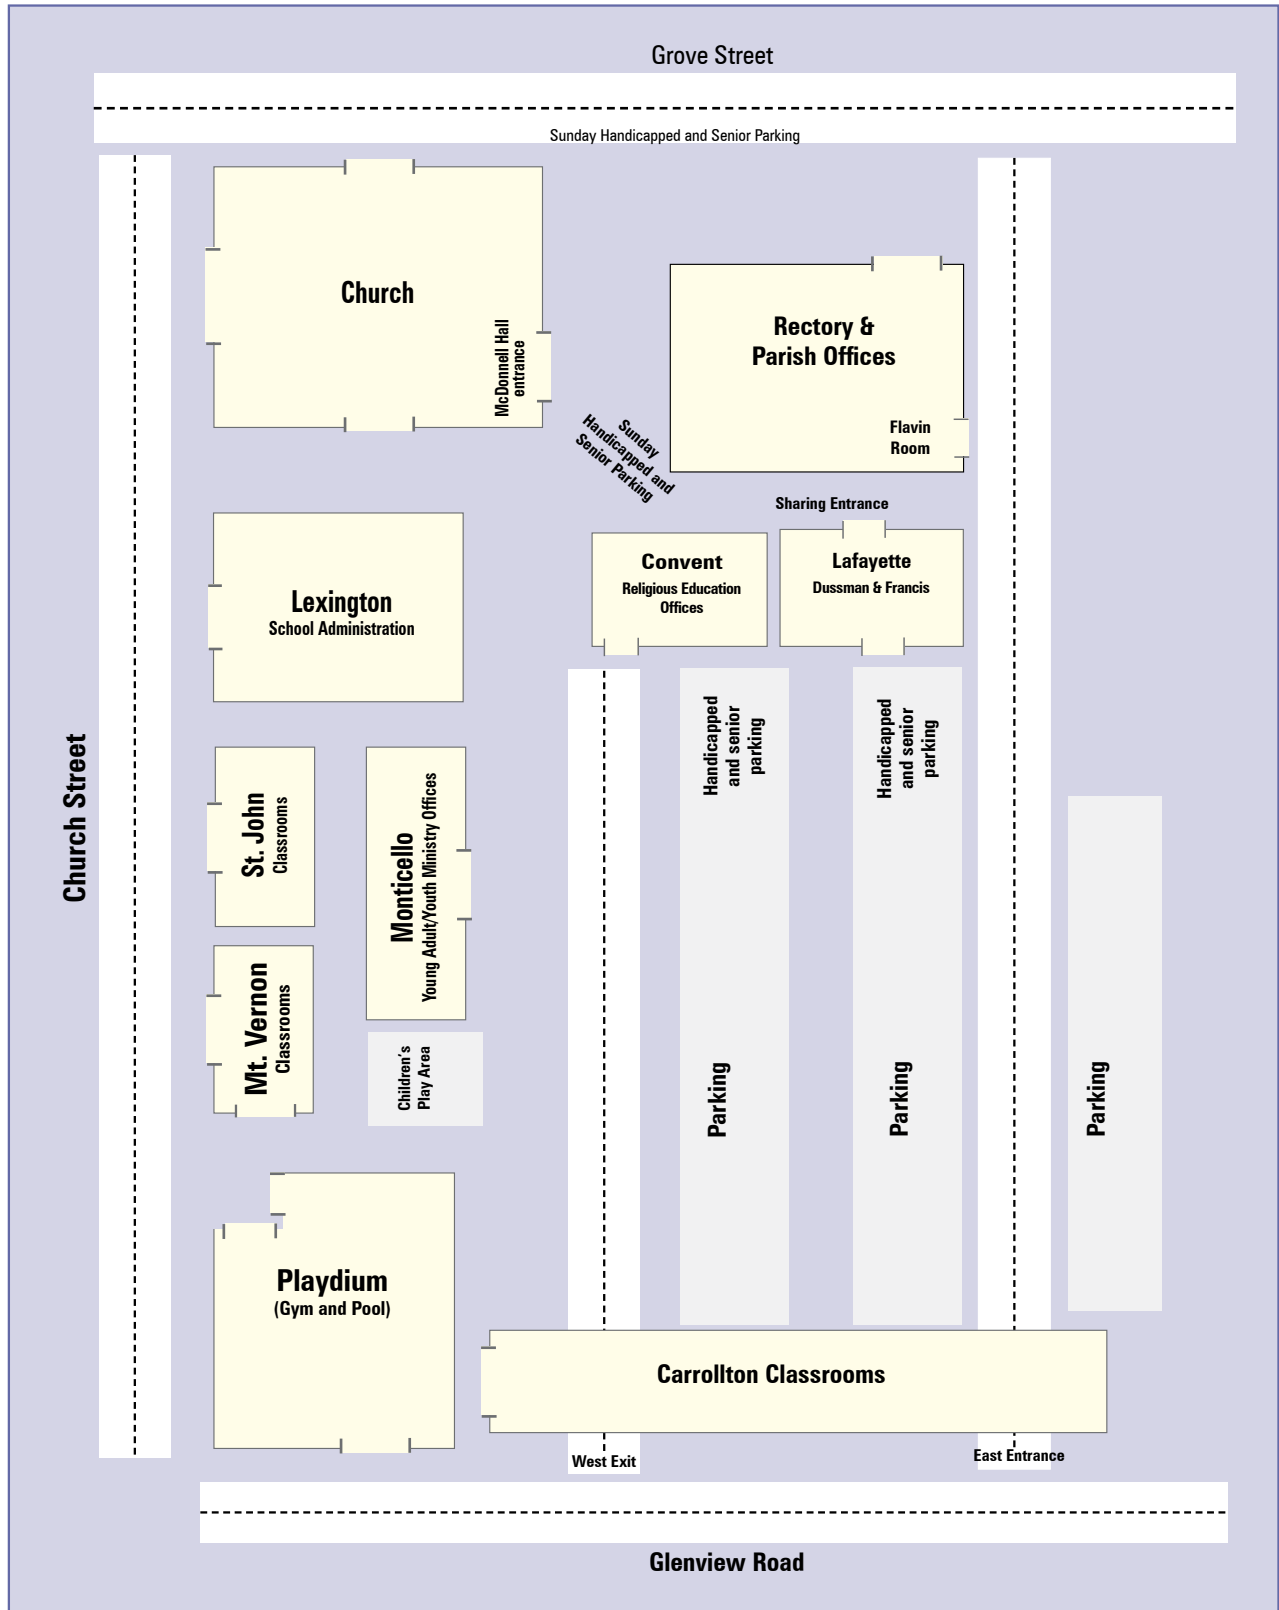 Grove Street
Sunday Handicapped and Senior Parking
Church
McDonnell Hall
entrance
Rectory &
Parish Offices
Flavin
Room
Sunday
Handicapped and
Senior Parking
Sharing Entrance
Convent
Religious Education
Offices
Lafayette
Dussman & Francis
Lexington
School Administration
Church Street
St. John
Classrooms
Monticello
Young Adult/Youth Ministry Offices
Handicapped
and senior
parking
Handicapped
and senior
parking
Mt. Vernon
Classrooms
Children's
Play Area
Parking
Parking
Parking
Playdium
(Gym and Pool)
Carrollton Classrooms
West Exit
East Entrance
Glenview Road